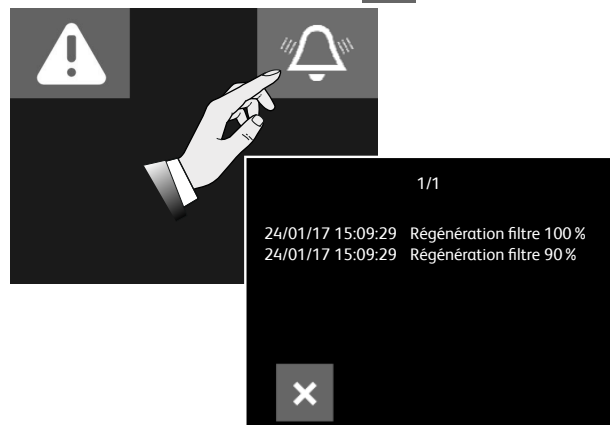 1/1
24/01/17 15:09:29 Régénération filtre 100 %
24/01/17 15:09:29 Régénération filtre 90 %